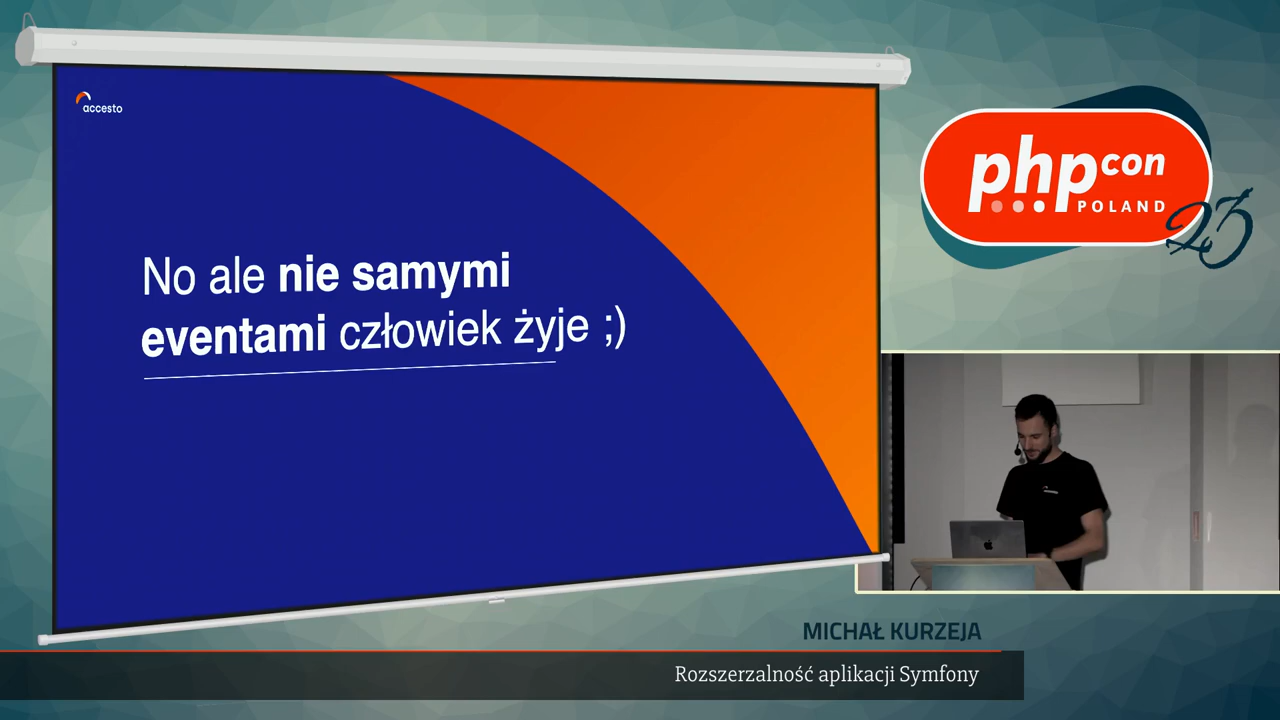 accesto
No ale nie samymi
eventami człowiek żyje ;)
phpcon
POLAND
23
MICHAŁ KURZEJA
Rozszerzalność aplikacji Symfony